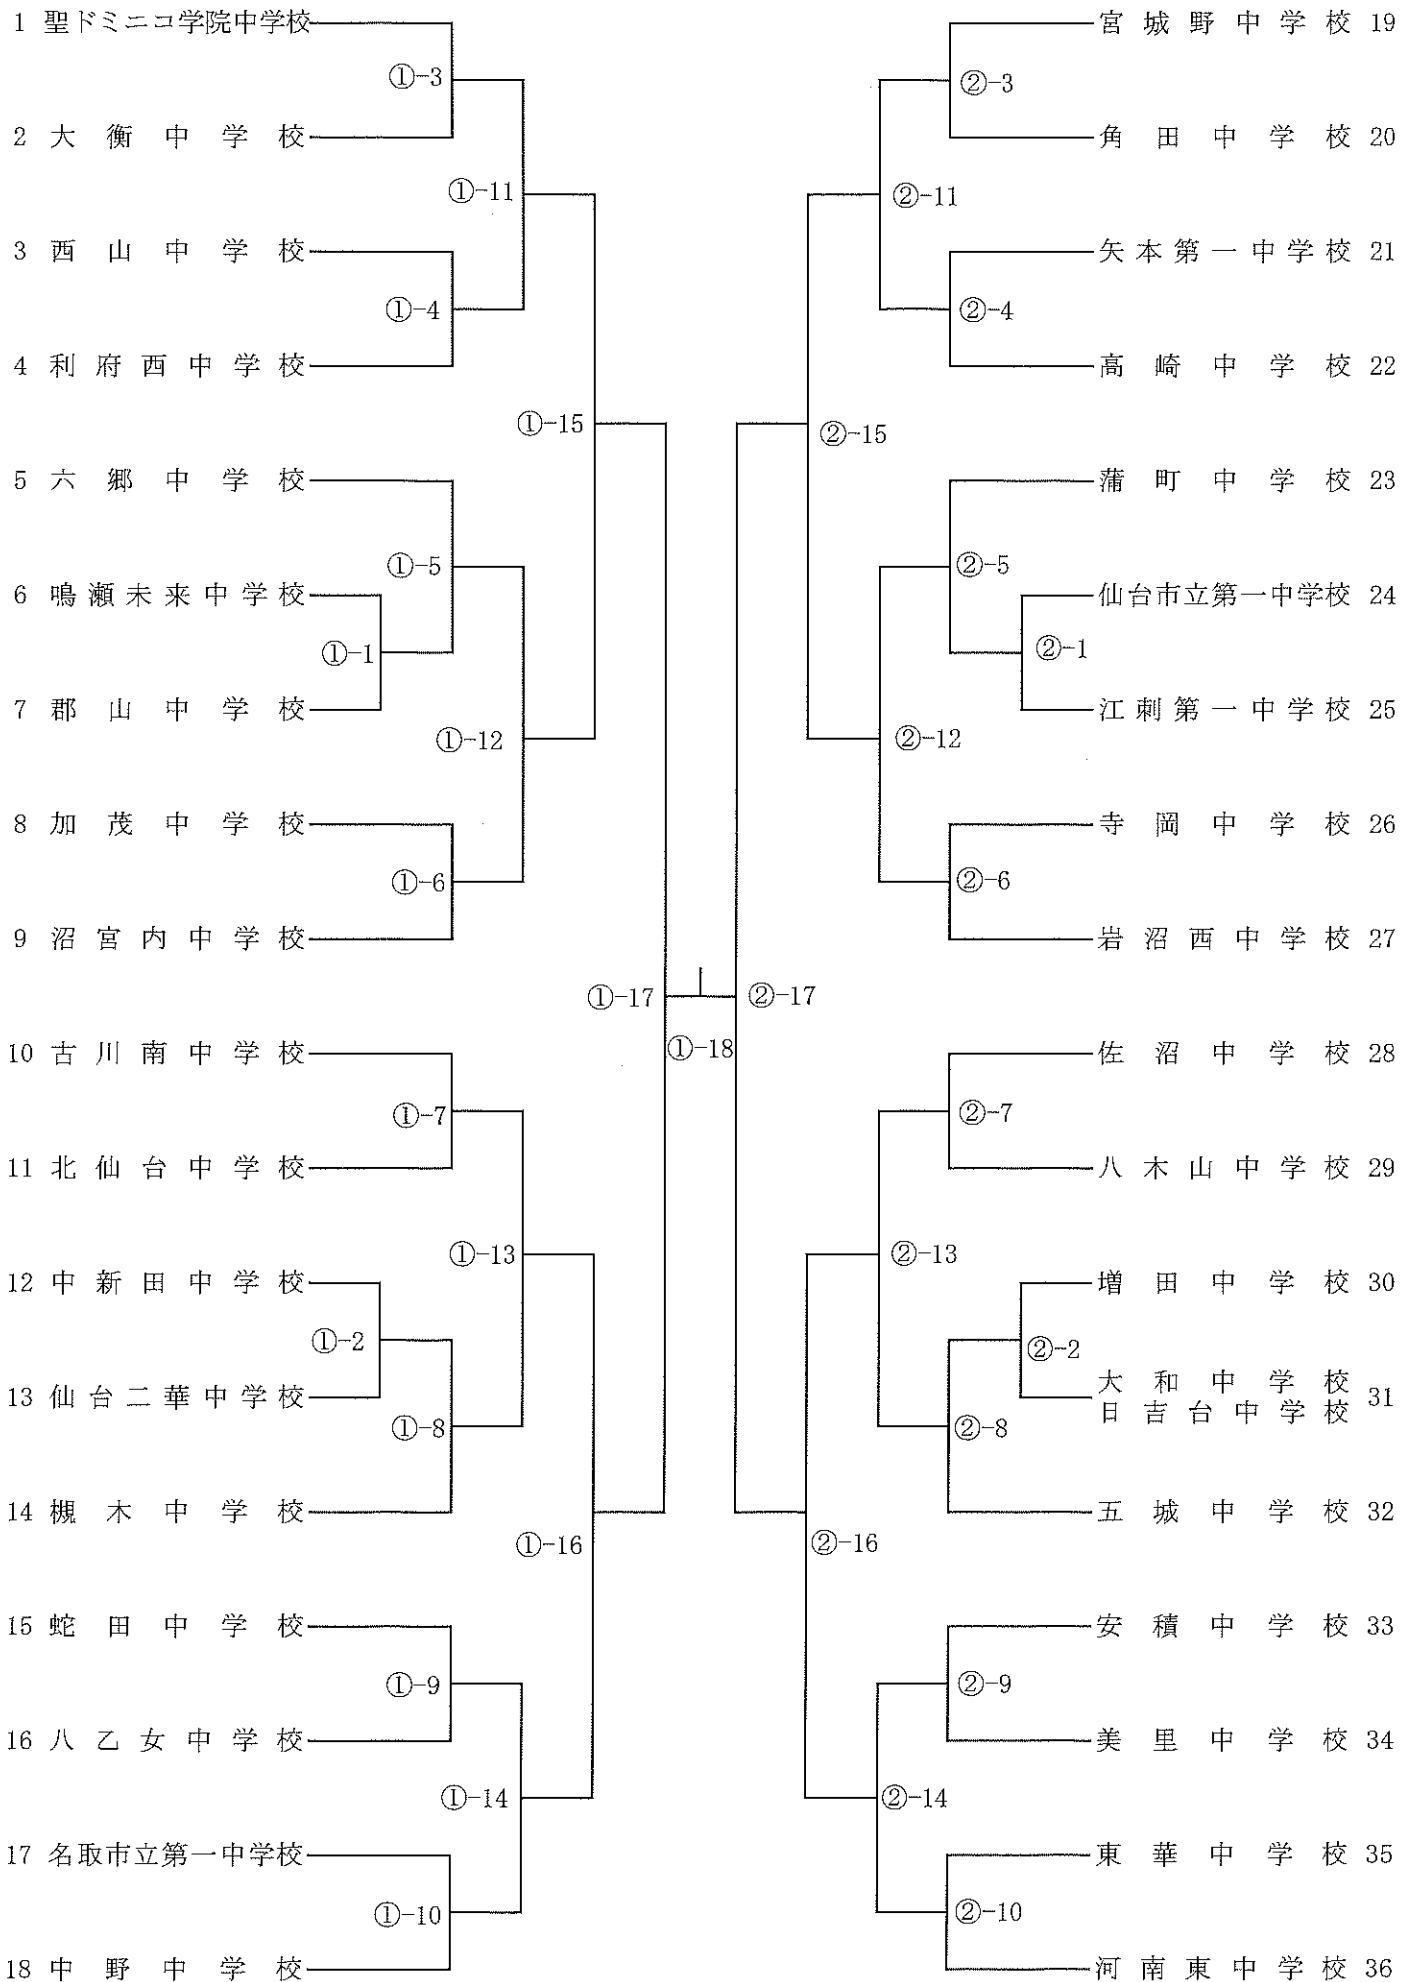 1 聖ドミニコ学院中学校
①-3
2 大衡中学校
①-11
3 西山中学校
①-4
4 利府西中学校
①-15
5 六郷中学校
①-5
6 鳴瀬未来中学校
①-1
7 郡山中学校
①-12
8 加茂中学校
①-6
9 沼宮内中学校
①-17
10 古川南中学校
①-7
11 北仙台中学校
①-13
12 中新田中学校
①-2
13 仙台二華中学校
①-8
14 槻木中学校
①-16
15 蛇田中学校
①-9
16 八乙女中学校
①-14
17 名取市立第一中学校
①-10
18 中野中学校
①-18
宮城野中学校 19
②-3
角田中学校 20
②-11
矢本第一中学校 21
②-4
高崎中学校 22
②-15
蒲町中学校 23
②-5
仙台市立第一中学校 24
②-1
江刺第一中学校 25
②-12
寺岡中学校 26
②-6
岩沼西中学校 27
②-17
佐沼中学校 28
②-7
八木山中学校 29
②-13
増田中学校 30
②-2
大和中学校
日吉台中学校 31
②-8
五城中学校 32
②-16
安積中学校 33
②-9
美里中学校 34
②-14
東華中学校 35
②-10
河南東中学校 36